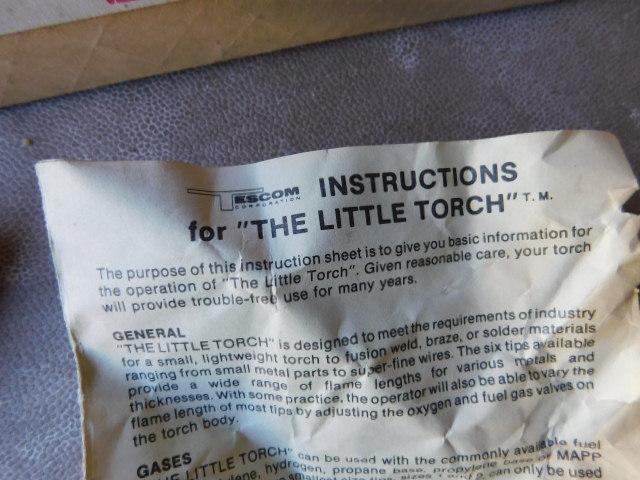 TESCOM CORPORATION INSTRUCTIONS
for "THE LITTLE TORCH" T.M.
The purpose of this instruction sheet is to give you basic information for
the operation of "The Little Torch". Given reasonable care, your torch
will provide trouble-free use for many years.
GENERAL
"THE LITTLE TORCH" is designed to meet the requirements of industry
for a small, lightweight torch to fusion weld, braze, or solder materials
ranging from small metal parts to super-fine wires. The six tips available
provide a wide range of flame lengths for various metals and
thicknesses. With some practice, the operator will also be able to vary the
flame length of most tips by adjusting the oxygen and fuel gas valves on
the torch body.
GASES
"THE LITTLE TORCH" can be used with the commonly available fuel
hydrogen, propane base, propylene base or MAPP
smallest size tips, sizes can only be used